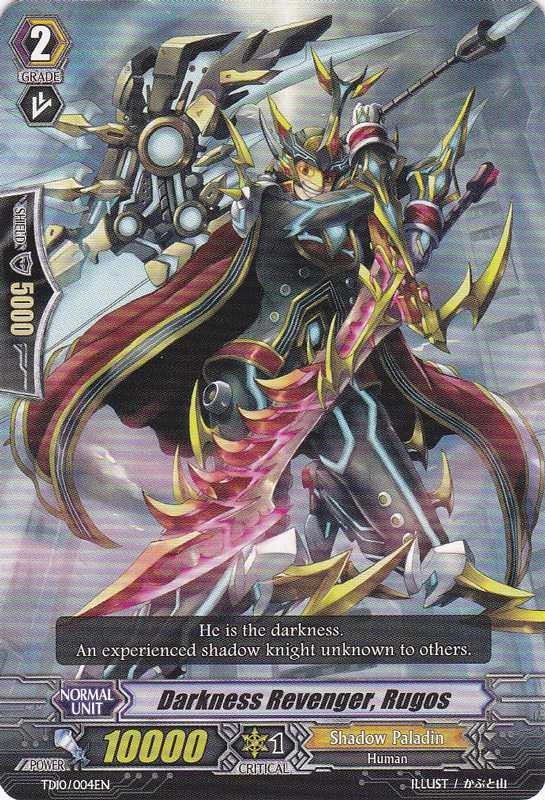 2
GRADE
SHIELD
5000
He is the darkness.
An experienced shadow knight unknown to others.
NORMAL
UNIT
Darkness Revenger, Rugos
POWER
10000
1
CRITICAL
Shadow Paladin
Human
TD10/004EN
ILLUST / かぶと山